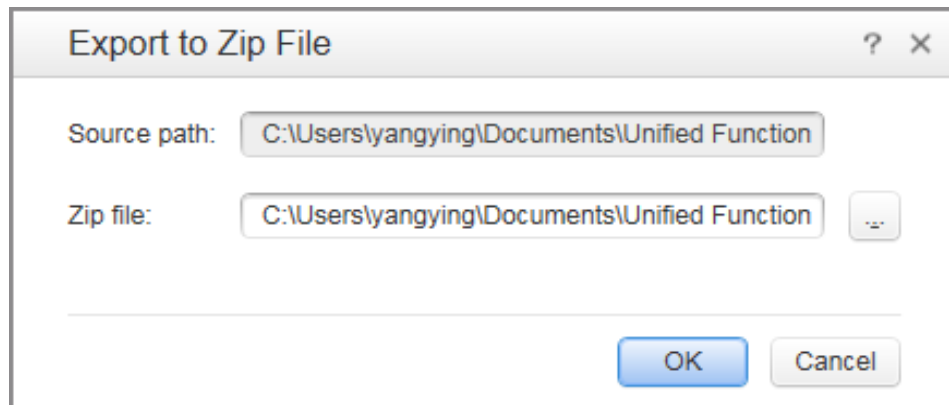 Export to Zip File ? ×
Source path: C:\Users\yangying\Documents\Unified Function
Zip file: C:\Users\yangying\Documents\Unified Function ...
OK Cancel